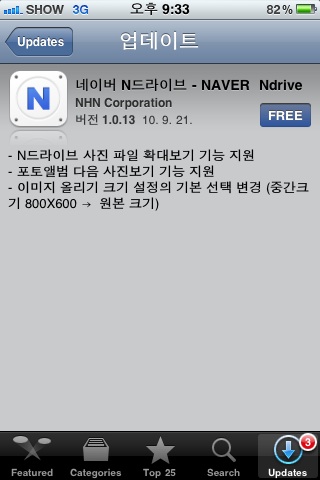 SHOW 3G 오후 9:33 82%
Updates 업데이트
네이버 N드라이브 - NAVER Ndrive
N
NHN Corporation
버전 1.0.13 10. 9. 21.
FREE
- N드라이브 사진 파일 확대보기 기능 지원
- 포토앨범 다음 사진보기 기능 지원
- 이미지 올리기 크기 설정의 기본 선택 변경 (중간크
기 800X600 → 원본 크기)
3
Featured Categories Top 25 Search Updates